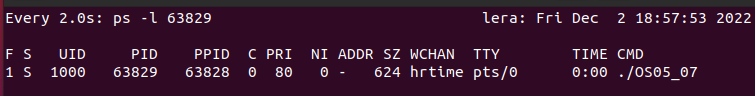 Every 2.0s: ps -l 63829 lera: Fri Dec  2 18:57:53 2022
F S   UID     PID    PPID  C PRI  NI ADDR SZ WCHAN  TTY          TIME CMD
1 S  1000   63829   63828  0  80   0 -   624 hrtime pts/0        0:00 ./OS05_07